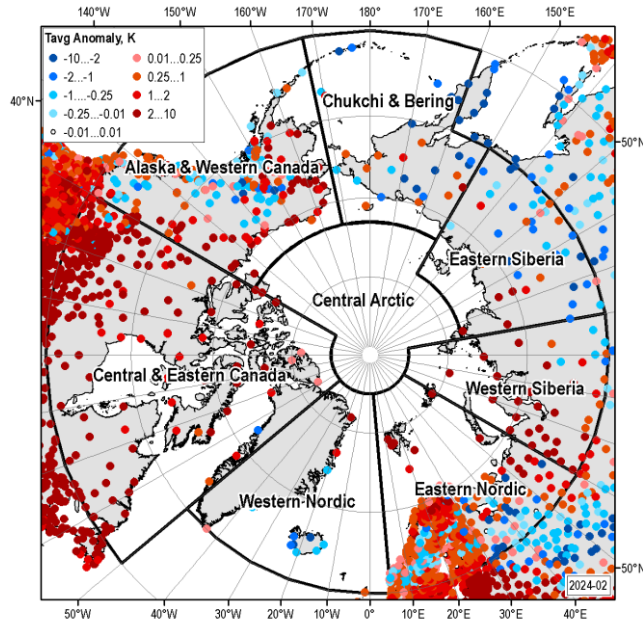 140°W 150°W 160°W 170°W 180° 170°E 160°E 150°E
Tavg Anomaly, K
-10...-2 0.01...0.25
-2...-1 0.25...1
-1...-0.25 1...2
-0.25...-0.01 2...10
-0.01...0.01
40°W
50°E
Chukchi & Bering
Alaska & Western Canada
Eastern Siberia
Central Arctic
Central & Eastern Canada
Western Siberia
Western Nordic
Eastern Nordic
2024-02
50°N
50°W 40°W 30°W 20°W 10°W 0° 10°E 20°E 30°E 40°E